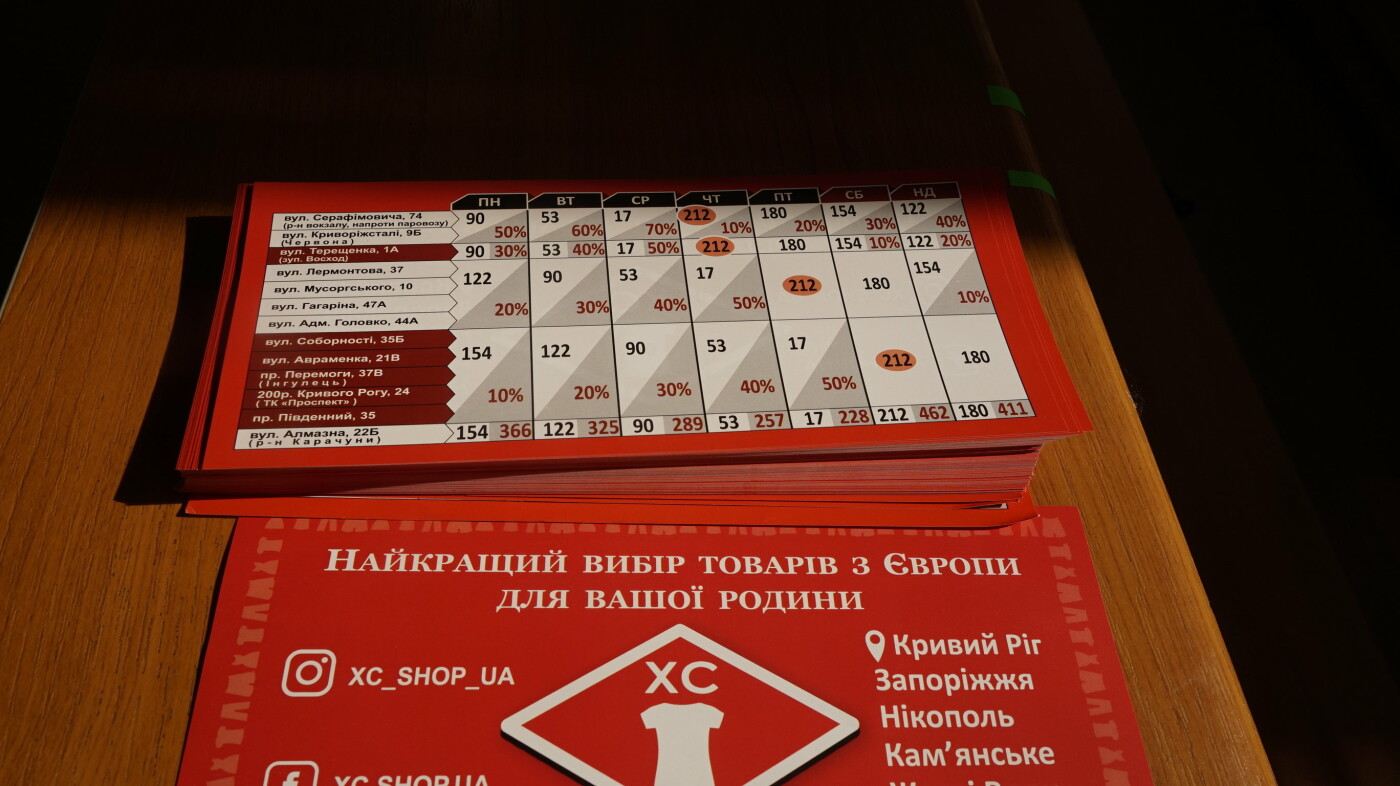 ПН ВТ СР ЧТ ПТ СБ НД
вул. Серафімовича, 74
(р-н вокзалу, напроти паровозу)
вул. Криворіжсталі, 9Б
(Червона)
90 50% 53 60% 17 70% 212 10% 180 20% 154 30% 122 40%
вул. Терещенка, 1А
(зуп. Восход)
90 30% 53 40% 17 50% 212 180 154 10% 122 20%
вул. Лермонтова, 37
вул. Мусоргського, 10
вул. Гагаріна, 47А
вул. Адм. Головко, 44А
122 20% 90 30% 53 40% 17 50% 212 180 154 10%
вул. Соборності, 35Б
вул. Авраменка, 21В
пр. Перемоги, 37В
(Інгулець)
200р. Кривого Рогу, 24
(ТК «Проспект»)
пр. Південний, 35
154 10% 122 20% 90 30% 53 40% 17 50% 212 180
вул. Алмазна, 22Б
(р-н Карачуни)
154 366 122 325 90 289 53 257 17 228 212 462 180 411
Найкращий вибір товарів з Європи
для вашої родини
XC_SHOP_UA
XC
Кривий Ріг
Запоріжжя
Нікополь
Кам’янське
XC.SHOP.UA